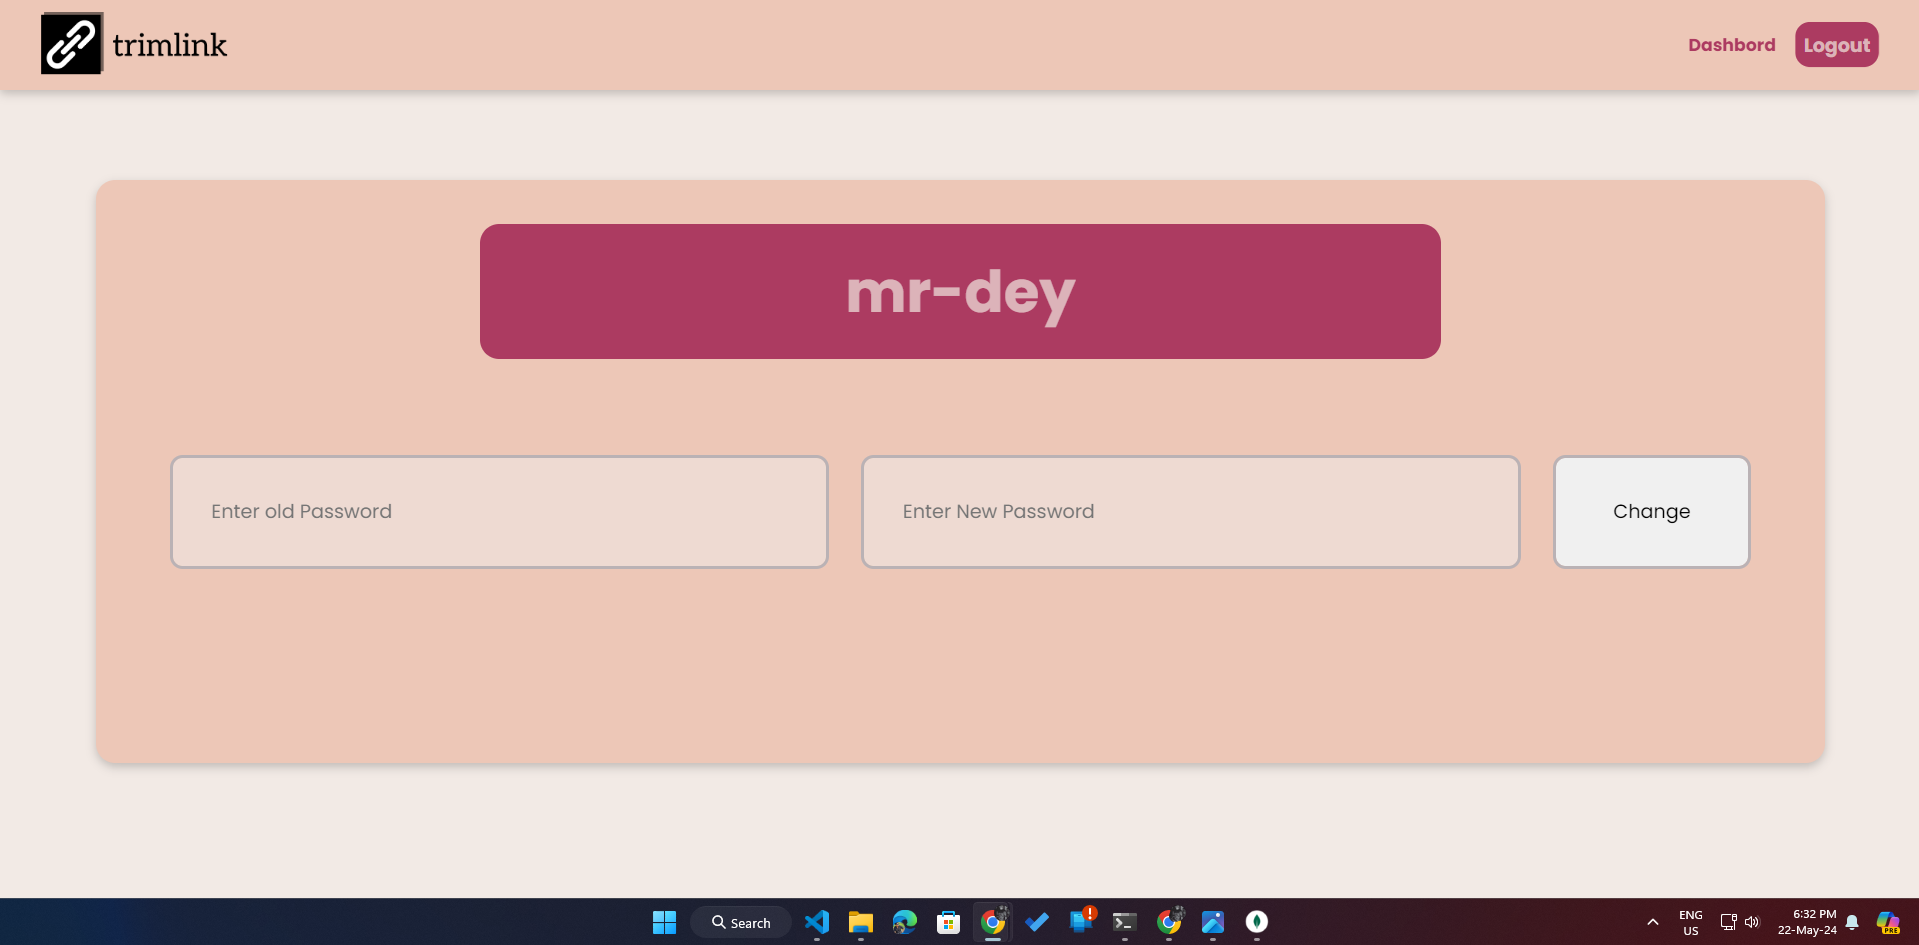 trimlink
Dashbord
Logout
mr-dey
Enter old Password
Enter New Password
Change
Search
ENG
US
6:32 PM
22-May-24
PRE